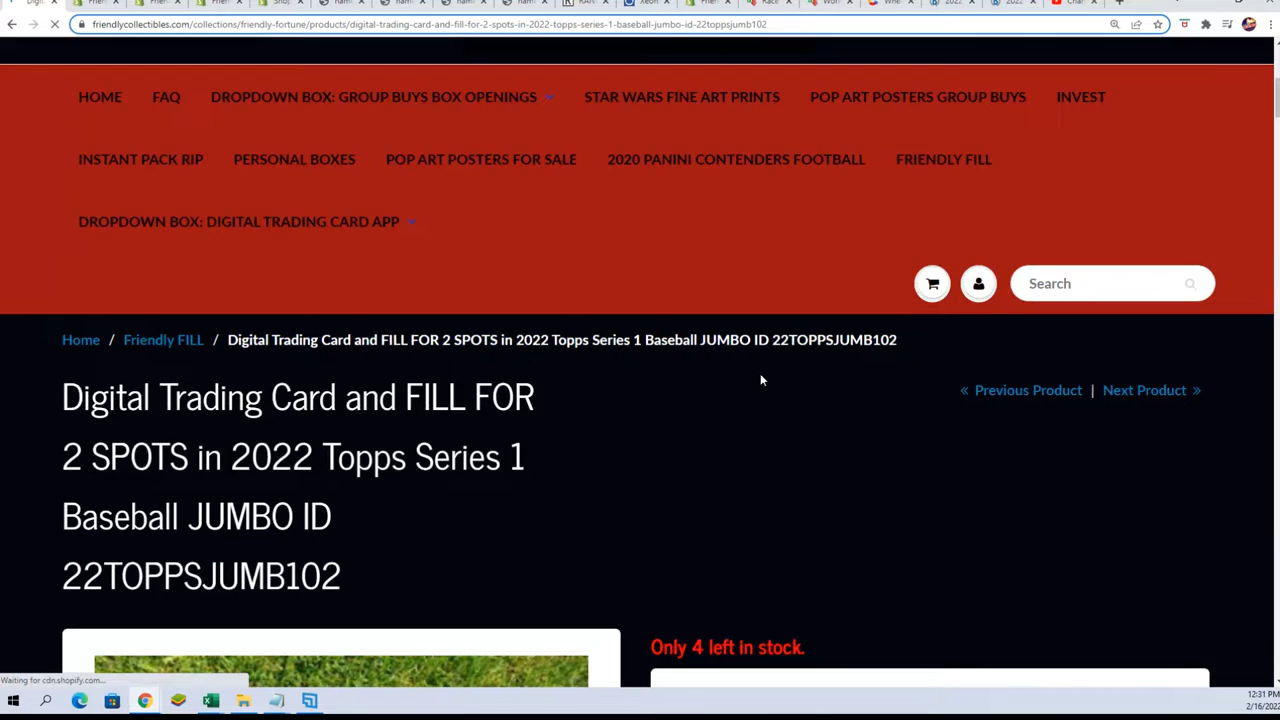 friendlycollectibles.com/collections/friendly-fortune/products/digital-trading-card-and-fill-for-2-spots-in-2022-topps-series-1-baseball-jumbo-id-22toppsjumb102
HOME FAQ DROPDOWN BOX: GROUP BUYS BOX OPENINGS STAR WARS FINE ART PRINTS POP ART POSTERS GROUP BUYS INVEST
INSTANT PACK RIP PERSONAL BOXES POP ART POSTERS FOR SALE 2020 PANINI CONTENDERS FOOTBALL FRIENDLY FILL
DROPDOWN BOX: DIGITAL TRADING CARD APP
Search
Home / Friendly FILL / Digital Trading Card and FILL FOR 2 SPOTS in 2022 Topps Series 1 Baseball JUMBO ID 22TOPPSJUMB102
« Previous Product | Next Product »
Digital Trading Card and FILL FOR
2 SPOTS in 2022 Topps Series 1
Baseball JUMBO ID
22TOPPSJUMB102
Only 4 left in stock.
Waiting for cdn.shopify.com...
12:31 PM